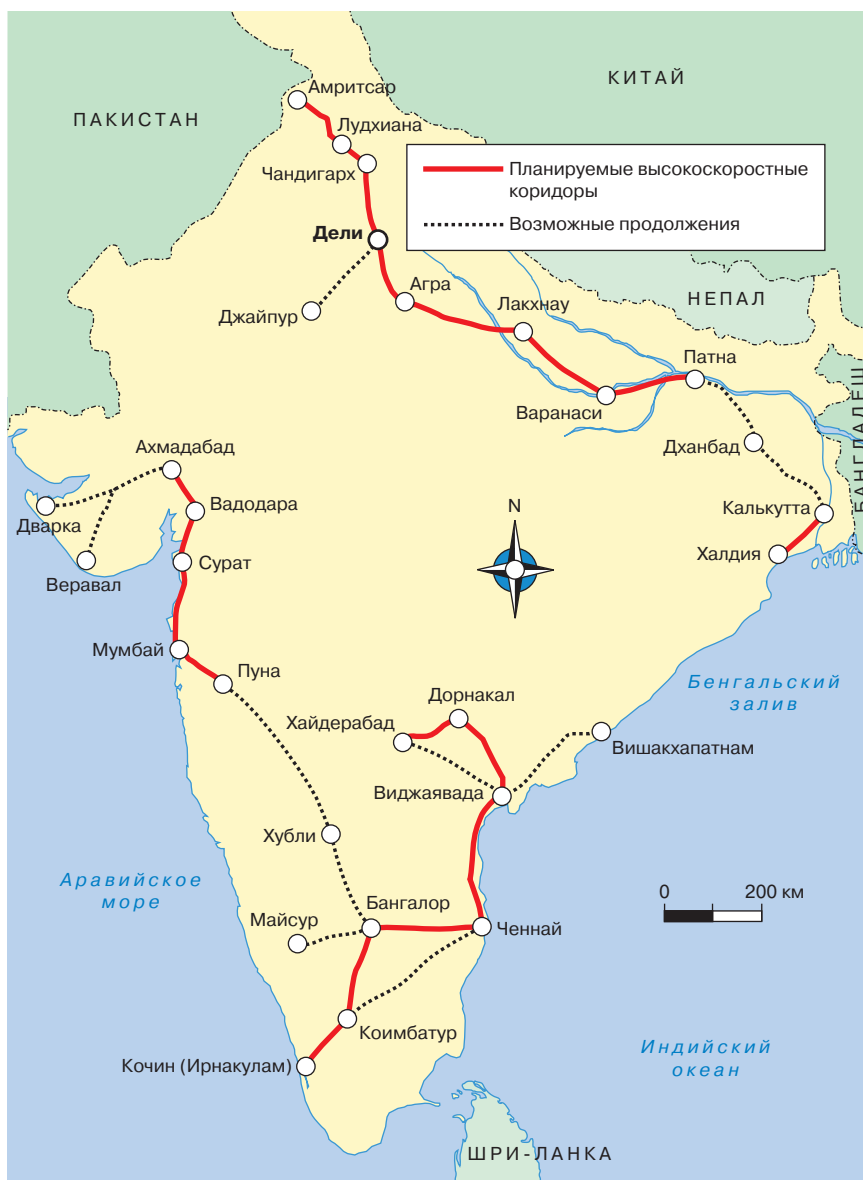 КИТАЙ
ПАКИСТАН
Амритсар
Лудхиана
Чандигарх
Планируемые высокоскоростные
коридоры
Возможные продолжения
Дели
Агра
Джайпур
Лакхнау
НЕПАЛ
Патна
Варанаси
БАНГЛАДЕШ
Дханбад
Ахмадабад
Вадодара
Дварка
Калькутта
N
Веравал
Сурат
Халдия
Мумбай
Пуна
Бенгальский
залив
Дорнакал
Хайдерабад
Вишакхапатнам
Виджаявада
Хубли
Аравийское
море
0 200 км
Бангалор
Майсур
Ченнай
Коимбатур
Кочин (Ирнакулам)
Индийский
океан
ШРИ-ЛАНКА